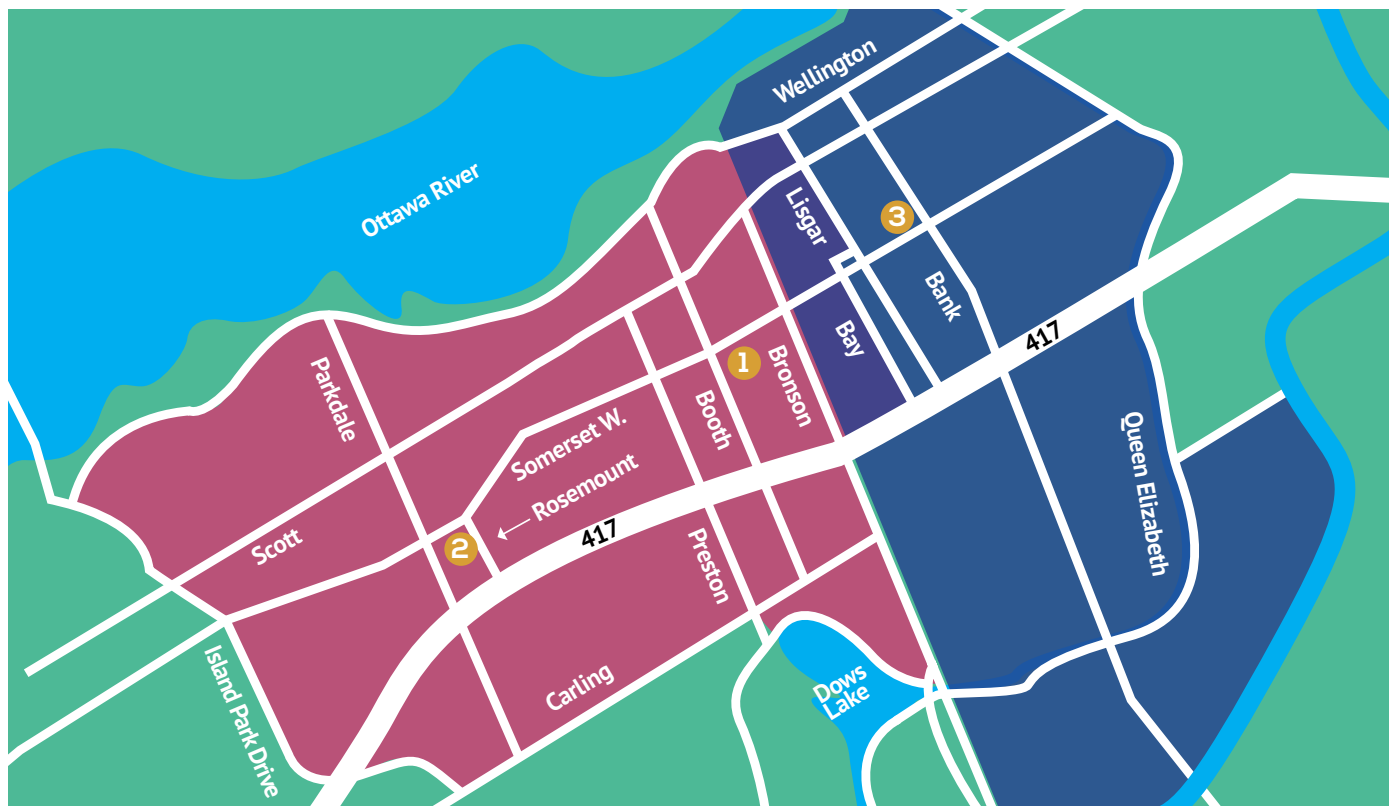 Wellington
Ottawa River
Lisgar
3
Bank
417
Bay
Bronson
1
Parkdale
Booth
Somerset W.
Rosemount
Queen Elizabeth
Scott
2
417
Preston
Island Park Drive
Carling
Dows
Lake